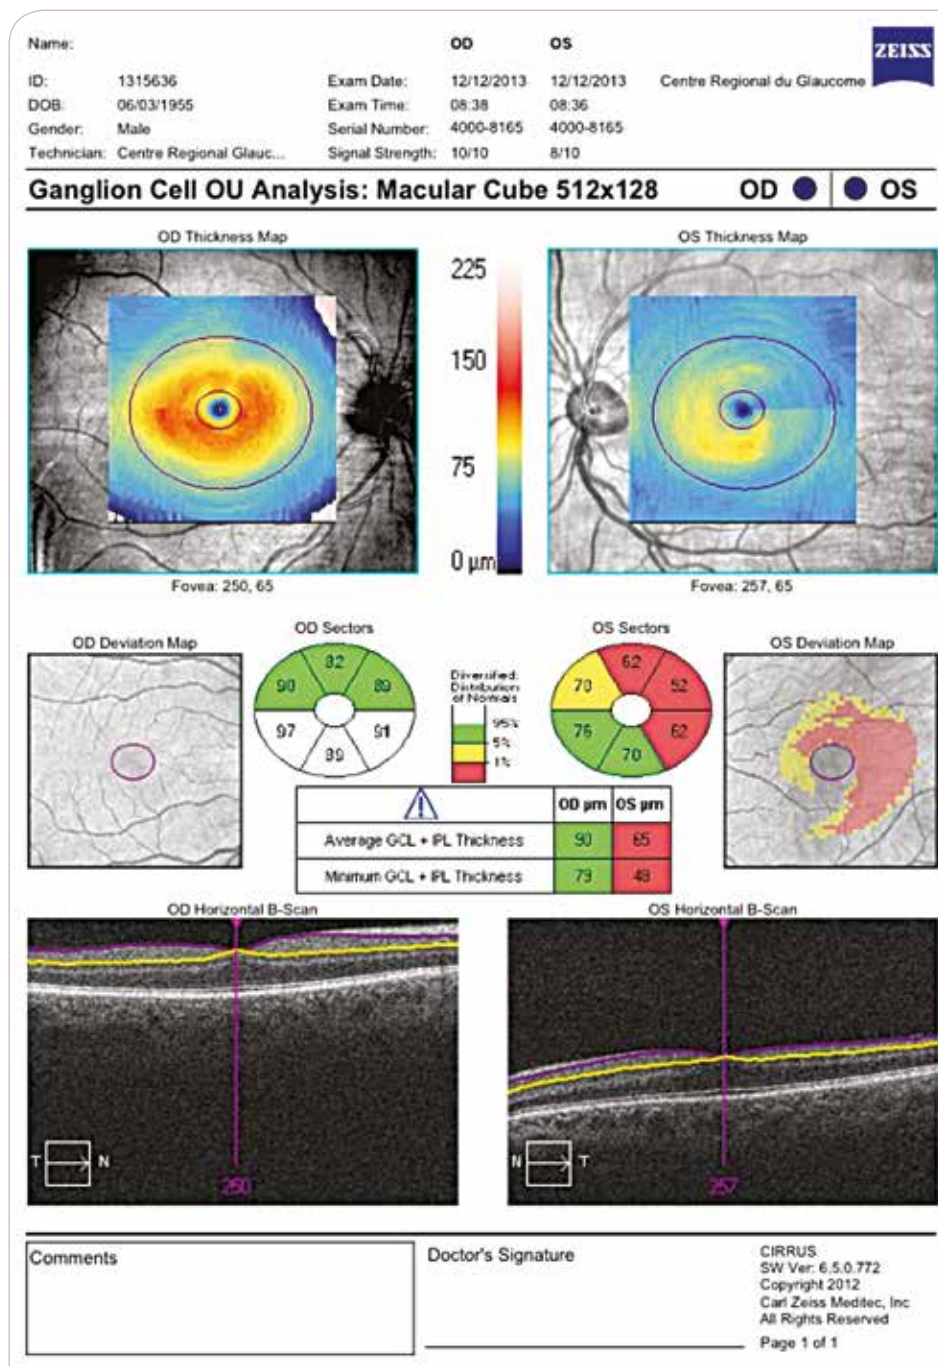 ZEISS
Name: OD OS
ID: 1315636 Exam Date: 12/12/2013 12/12/2013 Centre Regional du Glaucome
DOB: 06/03/1955 Exam Time: 08:38 08:36
Gender: Male Serial Number: 4000-8165 4000-8165
Technician: Centre Regional Glauc... Signal Strength: 10/10 8/10
Ganglion Cell OU Analysis: Macular Cube 512x128 OD OS
OD Thickness Map OS Thickness Map
225
150
75
0 µm
Fovea: 250, 65 Fovea: 257, 65
OD Deviation Map OD Sectors OS Sectors OS Deviation Map
82
90 89
97 91
89
Diversified:
Distribution
of Normals
95%
5%
1%
62
70 52
76 62
70
OD µm OS µm
Average GCL + IPL Thickness 90 65
Minimum GCL + IPL Thickness 79 48
OD Horizontal B-Scan OS Horizontal B-Scan
T N N T
250 257
Comments Doctor's Signature
CIRRUS
SW Ver: 6.5.0.772
Copyright 2012
Carl Zeiss Meditec, Inc
All Rights Reserved
Page 1 of 1